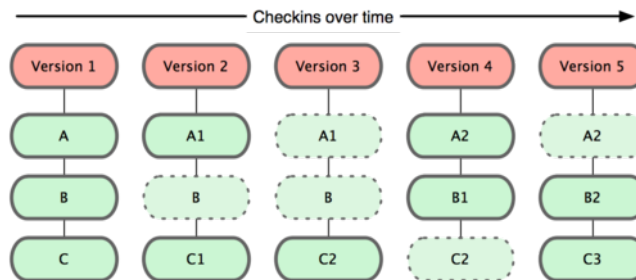 Checkins over time
Version 1 Version 2 Version 3 Version 4 Version 5
A A1 A1 A2 A2
B B B B1 B2
C C1 C2 C2 C3